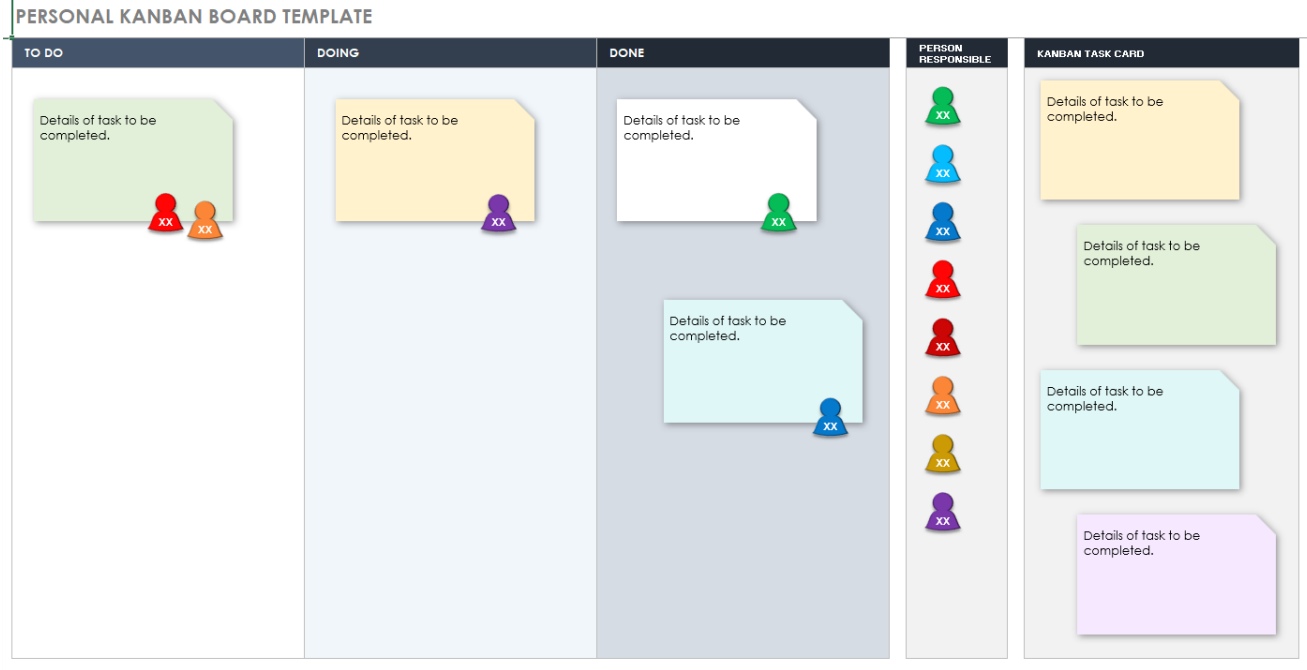 PERSONAL KANBAN BOARD TEMPLATE
TO DO
DOING
DONE
PERSON
RESPONSIBLE
KANBAN TASK CARD
Details of task to be
completed.
XX
XX
Details of task to be
completed.
XX
Details of task to be
completed.
XX
Details of task to be
completed.
XX
XX
XX
XX
XX
XX
XX
XX
XX
Details of task to be
completed.
Details of task to be
completed.
Details of task to be
completed.
Details of task to be
completed.